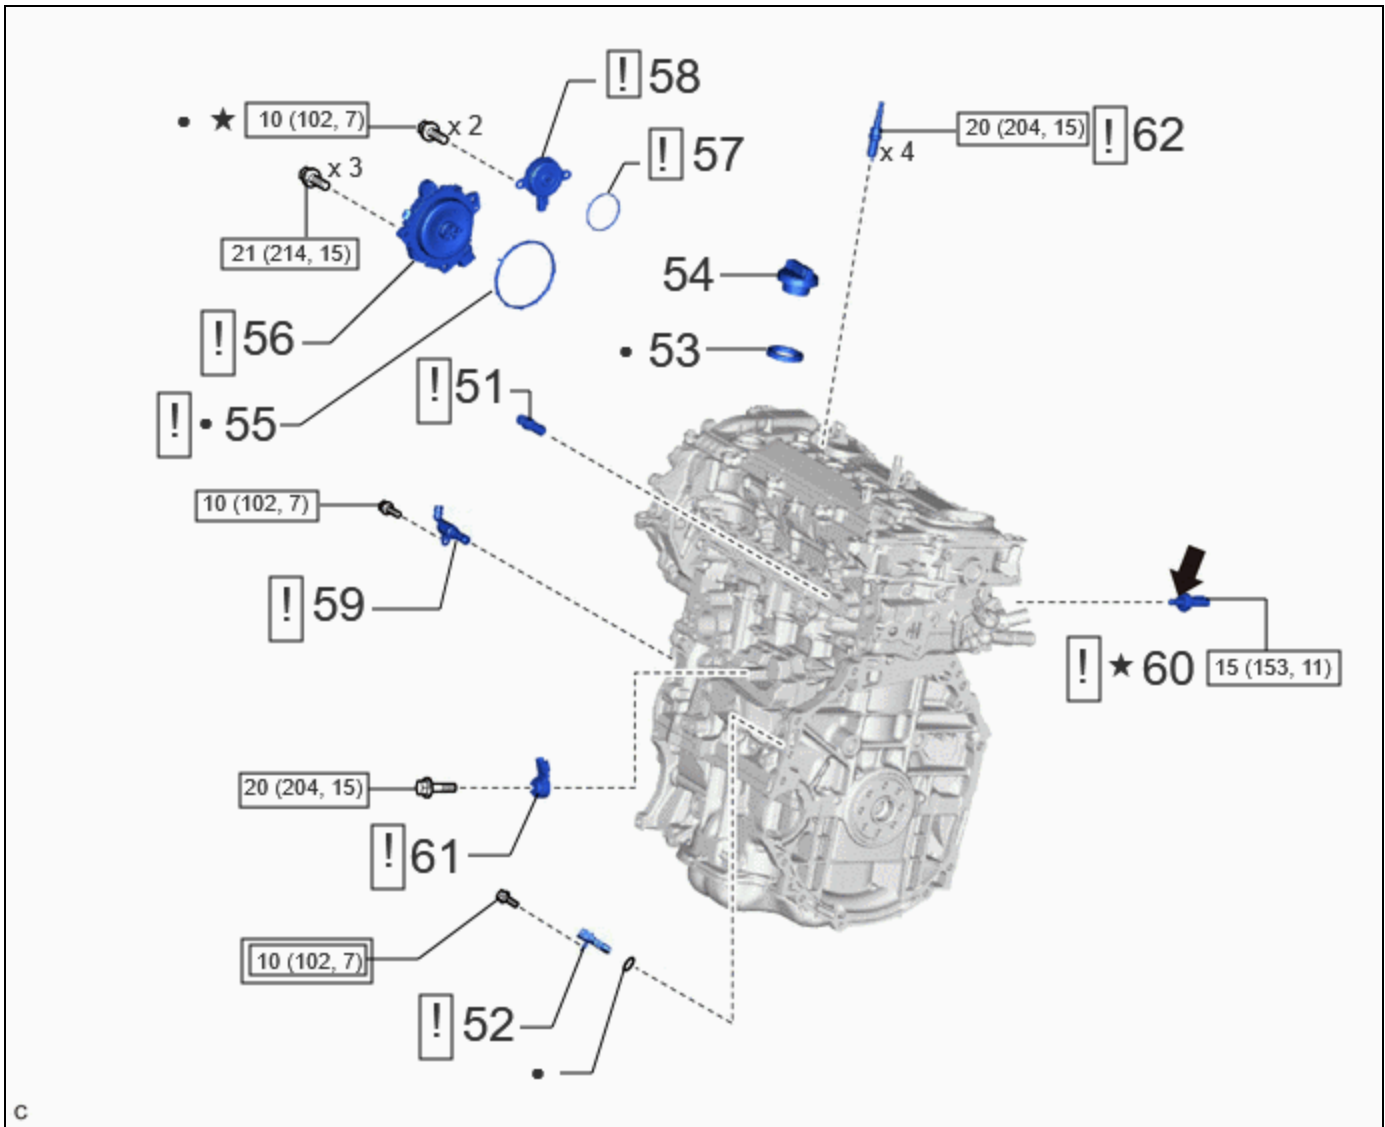 ! 58
• ★ 10 (102, 7) x 2
20 (204, 15) ! 62
x 4
! 57
x 3
21 (214, 15)
54
! 56
• 53
! 51
! • 55
10 (102, 7)
! 59
! ★ 60 15 (153, 11)
20 (204, 15)
! 61
10 (102, 7)
! 52
•
C